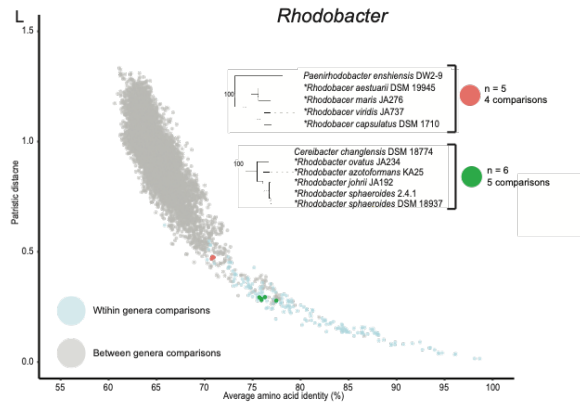 L
Rhodobacter
1.5
1.0
0.5
0.0
Patristic distacne
Paenirhodobacter enshiensis DW2-9
100
*Rhodobacter aestuarii DSM 19945
*Rhodobacter maris JA276
*Rhodobacter viridis JA737
*Rhodobacer capsulatus DSM 1710
n = 5
4 comparisons
Cereibacter changlensis DSM 18774
100
*Rhodobacter ovatus JA234
*Rhodobacter azotoformans KA25
*Rhodobacter johrii JA192
*Rhodobacter sphaeroides 2.4.1
*Rhodobacter sphaeroides DSM 18937
n = 6
5 comparisons
Wtihin genera comparisons
Between genera comparisons
55 60 65 70 75 80 85 90 95 100
Average amino acid identity (%)